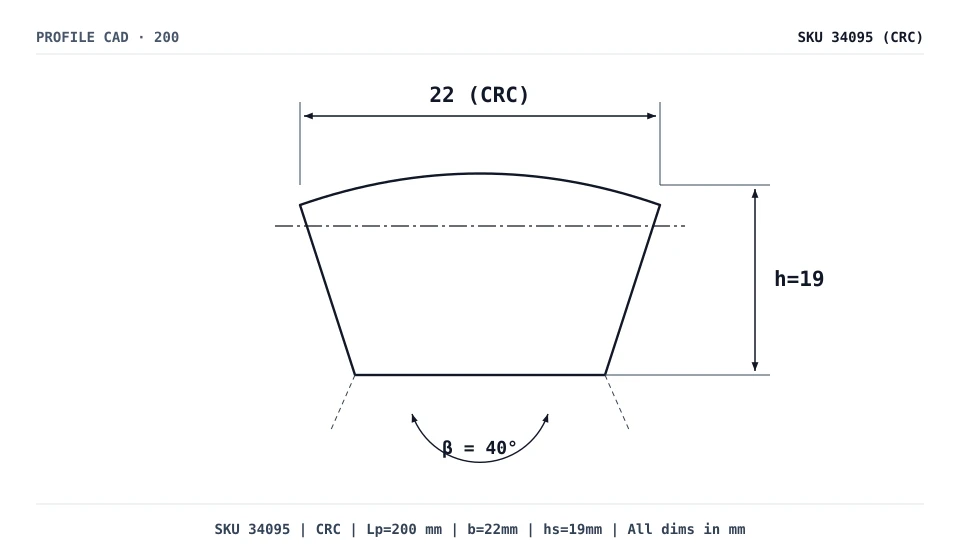 PROFILE CAD · 200
SKU 34095 (CRC)
22 (CRC)
h=19
β = 40°
SKU 34095 | CRC | Lp=200 mm | b=22mm | hs=19mm | All dims in mm